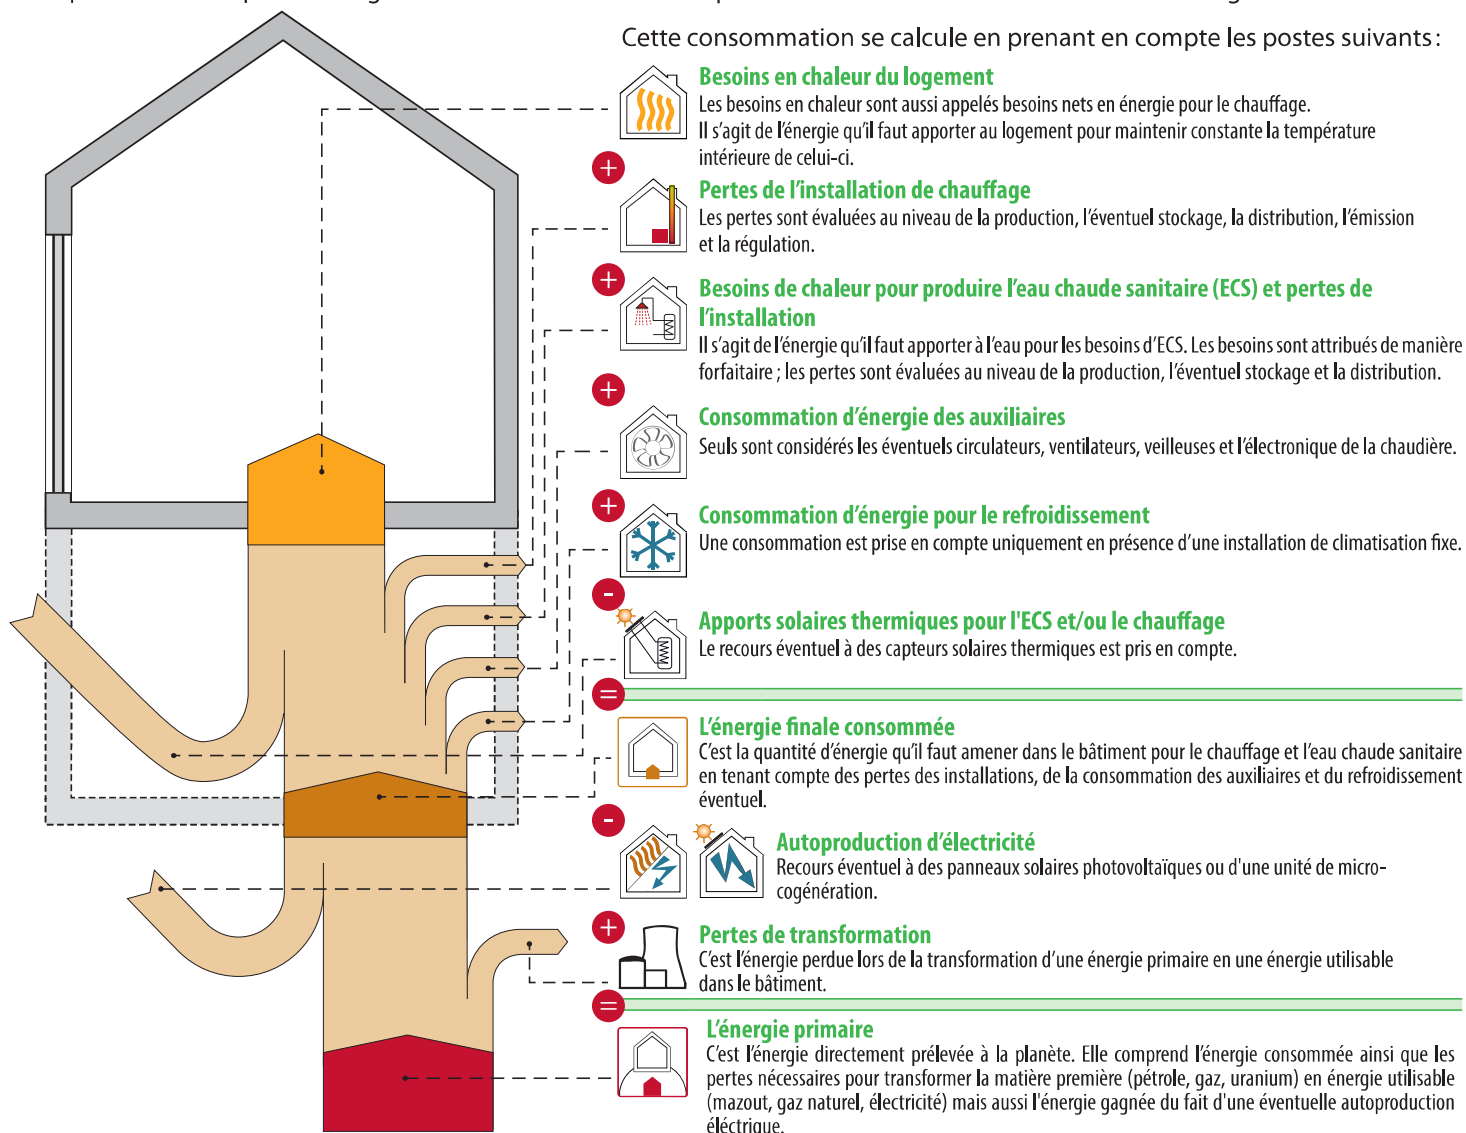 Cette consommation se calcule en prenant en compte les postes suivants :
Besoins en chaleur du logement
Les besoins en chaleur sont aussi appelés besoins nets en énergie pour le chauffage.
Il s'agit de l'énergie qu'il faut apporter au logement pour maintenir constante la température
intérieure de celui-ci.
+
Pertes de l'installation de chauffage
Les pertes sont évaluées au niveau de la production, l'éventuel stockage, la distribution, l'émission
et la régulation.
+
Besoins de chaleur pour produire l'eau chaude sanitaire (ECS) et pertes de
l'installation
Il s'agit de l'énergie qu'il faut apporter à l'eau pour les besoins d'ECS. Les besoins sont attribués de manière
forfaitaire ; les pertes sont évaluées au niveau de la production, l'éventuel stockage et la distribution.
+
Consommation d'énergie des auxiliaires
Seuls sont considérés les éventuels circulateurs, ventilateurs, veilleuses et l'électronique de la chaudière.
+
Consommation d'énergie pour le refroidissement
Une consommation est prise en compte uniquement en présence d'une installation de climatisation fixe.
-
Apports solaires thermiques pour l'ECS et/ou le chauffage
Le recours éventuel à des capteurs solaires thermiques est pris en compte.
=
L'énergie finale consommée
C'est la quantité d'énergie qu'il faut amener dans le bâtiment pour le chauffage et l'eau chaude sanitaire
en tenant compte des pertes des installations, de la consommation des auxiliaires et du refroidissement
éventuel.
-
Autoproduction d'électricité
Recours éventuel à des panneaux solaires photovoltaïques ou d'une unité de micro-
cogénération.
+
Pertes de transformation
C'est l'énergie perdue lors de la transformation d'une énergie primaire en une énergie utilisable
dans le bâtiment.
=
L'énergie primaire
C'est l'énergie directement prélevée à la planète. Elle comprend l'énergie consommée ainsi que les
pertes nécessaires pour transformer la matière première (pétrole, gaz, uranium) en énergie utilisable
(mazout, gaz naturel, électricité) mais aussi l'énergie gagnée du fait d'une éventuelle autoproduction
éléctrique.